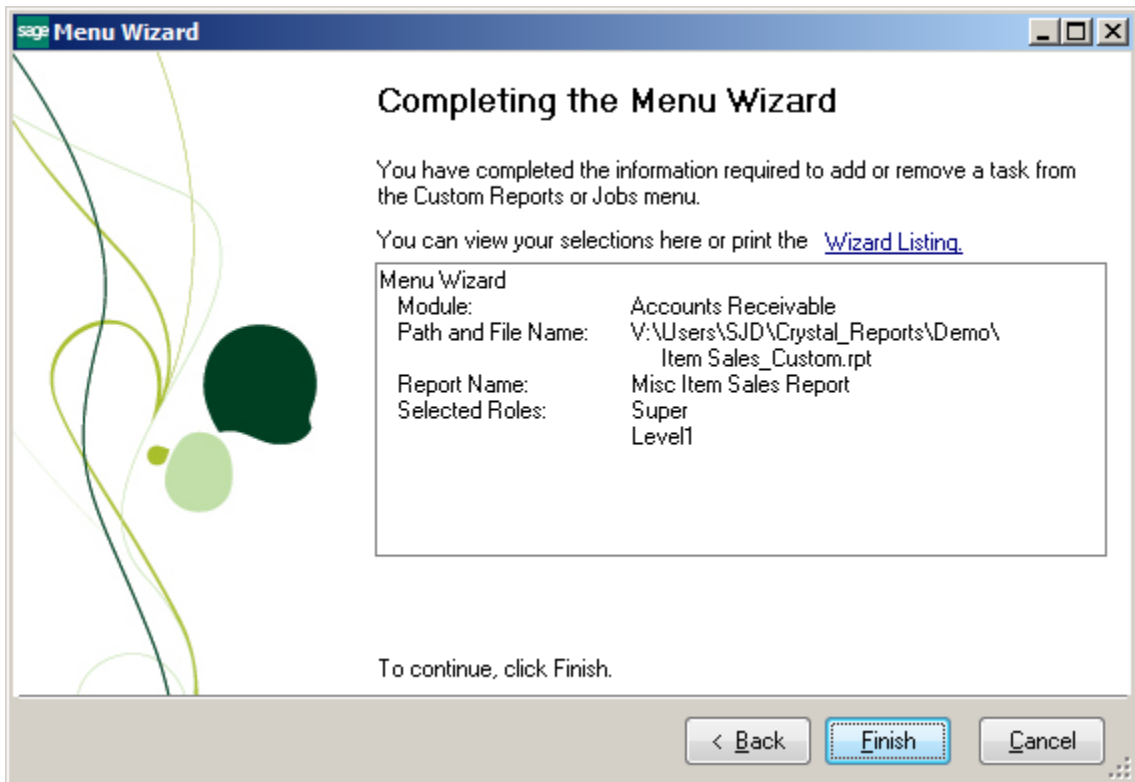 sage Menu Wizard
Completing the Menu Wizard
You have completed the information required to add or remove a task from
the Custom Reports or Jobs menu.
You can view your selections here or print the Wizard Listing.
Menu Wizard
Module: Accounts Receivable
Path and File Name: V:\Users\SJD\Crystal_Reports\Demo\
Item Sales_Custom.rpt
Report Name: Misc Item Sales Report
Selected Roles: Super
Level1
To continue, click Finish.
< Back Finish Cancel